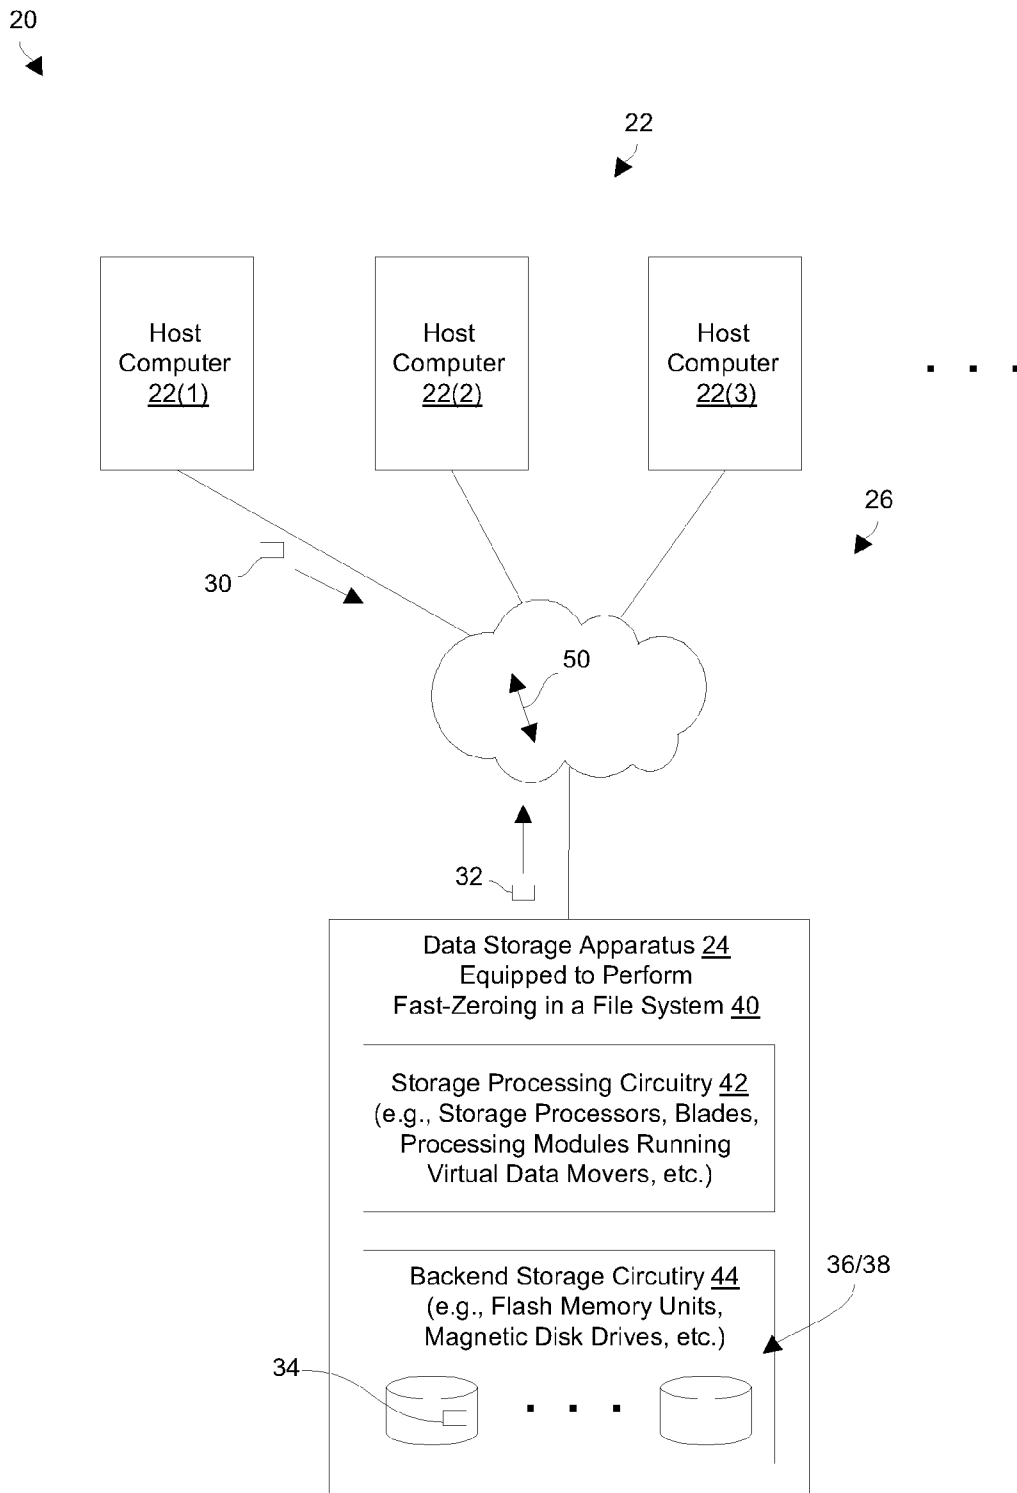 20
22
Host
Computer
22(1)
Host
Computer
22(2)
Host
Computer
22(3)
26
30
50
32
Data Storage Apparatus 24
Equipped to Perform
Fast-Zeroing in a File System 40
Storage Processing Circuitry 42
(e.g., Storage Processors, Blades,
Processing Modules Running
Virtual Data Movers, etc.)
36/38
Backend Storage Circutiry 44
(e.g., Flash Memory Units,
Magnetic Disk Drives, etc.)
34